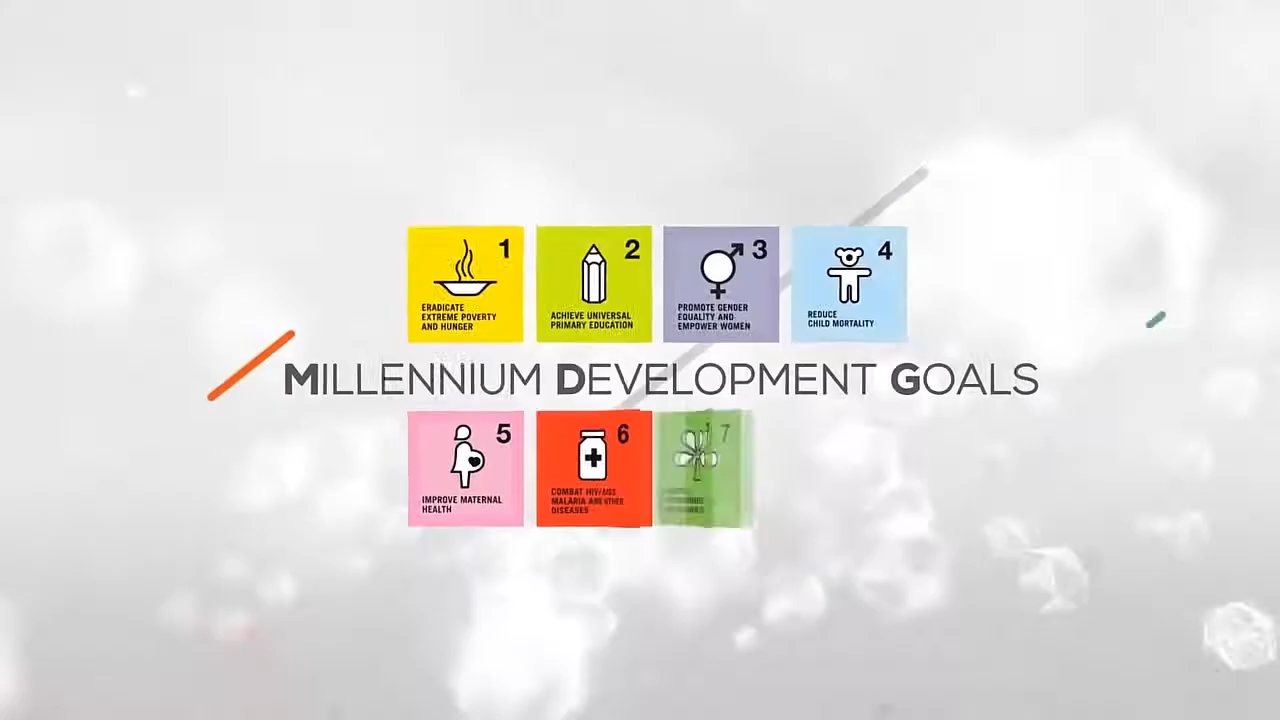 1
ERADICATE
EXTREME POVERTY
AND HUNGER
2
ACHIEVE UNIVERSAL
PRIMARY EDUCATION
3
PROMOTE GENDER
EQUALITY AND
EMPOWER WOMEN
4
REDUCE
CHILD MORTALITY
MILLENNIUM DEVELOPMENT GOALS
5
IMPROVE MATERNAL
HEALTH
6
COMBAT HIV/AIDS
MALARIA AND OTHER
DISEASES
7